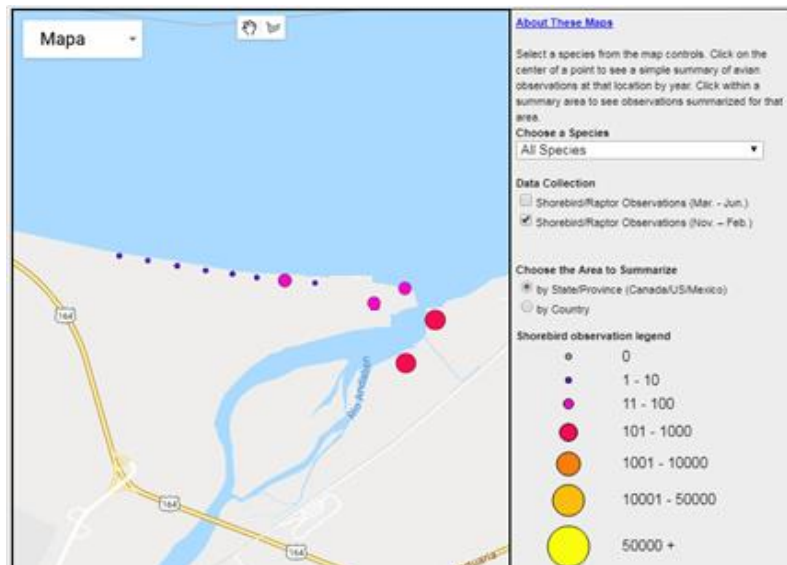 Mapa
About These Maps
Select a species from the map controls. Click on the
center of a point to see a simple summary of avian
observations at that location by year. Click within a
summary area to see observations summarized for that
area.
Choose a Species
All Species
Data Collection
Shorebird/Raptor Observations (Mar. - Jun.)
Shorebird/Raptor Observations (Nov. – Feb.)
Choose the Area to Summarize
by State/Province (Canada/US/Mexico)
by Country
Shorebird observation legend
0
1 - 10
11 - 100
101 - 1000
1001 - 10000
10001 - 50000
50000 +
164
Río
164
164